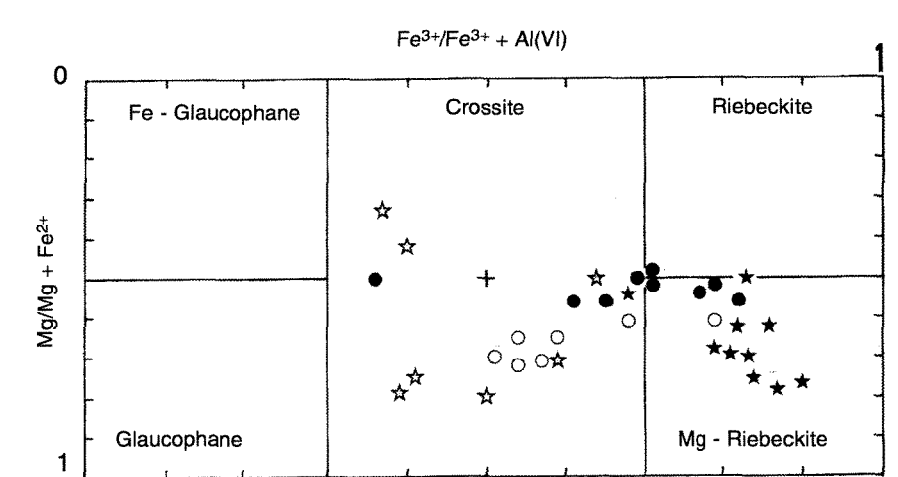 Fe3+/Fe3+ + Al(VI)
0
1
Fe - Glaucophane
Crossite
Riebeckite
Mg/Mg + Fe2+
Glaucophane
Mg - Riebeckite
1